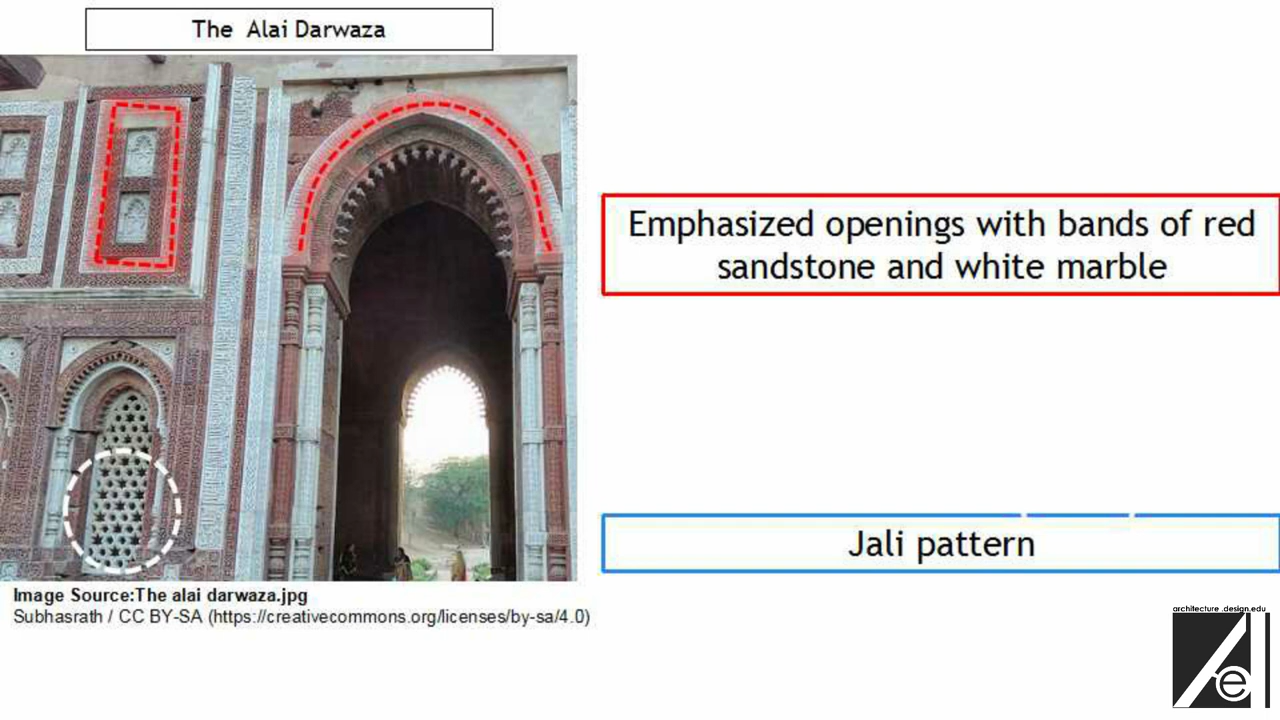 The Alai Darwaza
Emphasized openings with bands of red
sandstone and white marble
Jali pattern
Image Source:The alai darwaza.jpg
Subhasrath / CC BY-SA (https://creativecommons.org/licenses/by-sa/4.0)
architecture .design.edu
e